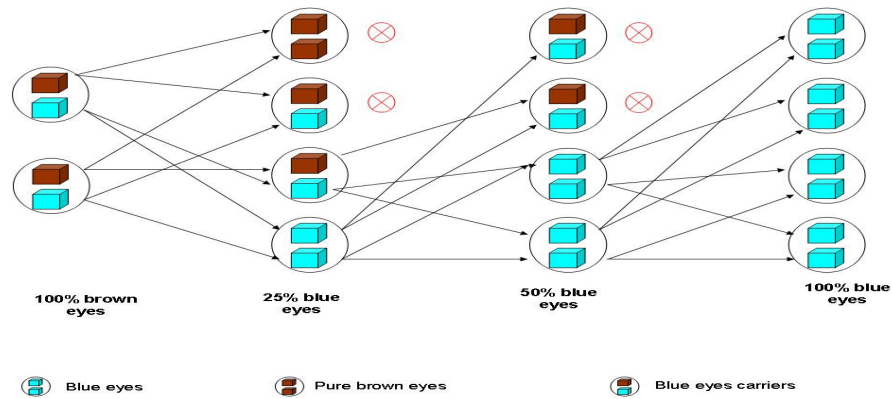 100% brown
eyes
25% blue
eyes
50% blue
eyes
100% blue
eyes
Blue eyes
Pure brown eyes
Blue eyes carriers